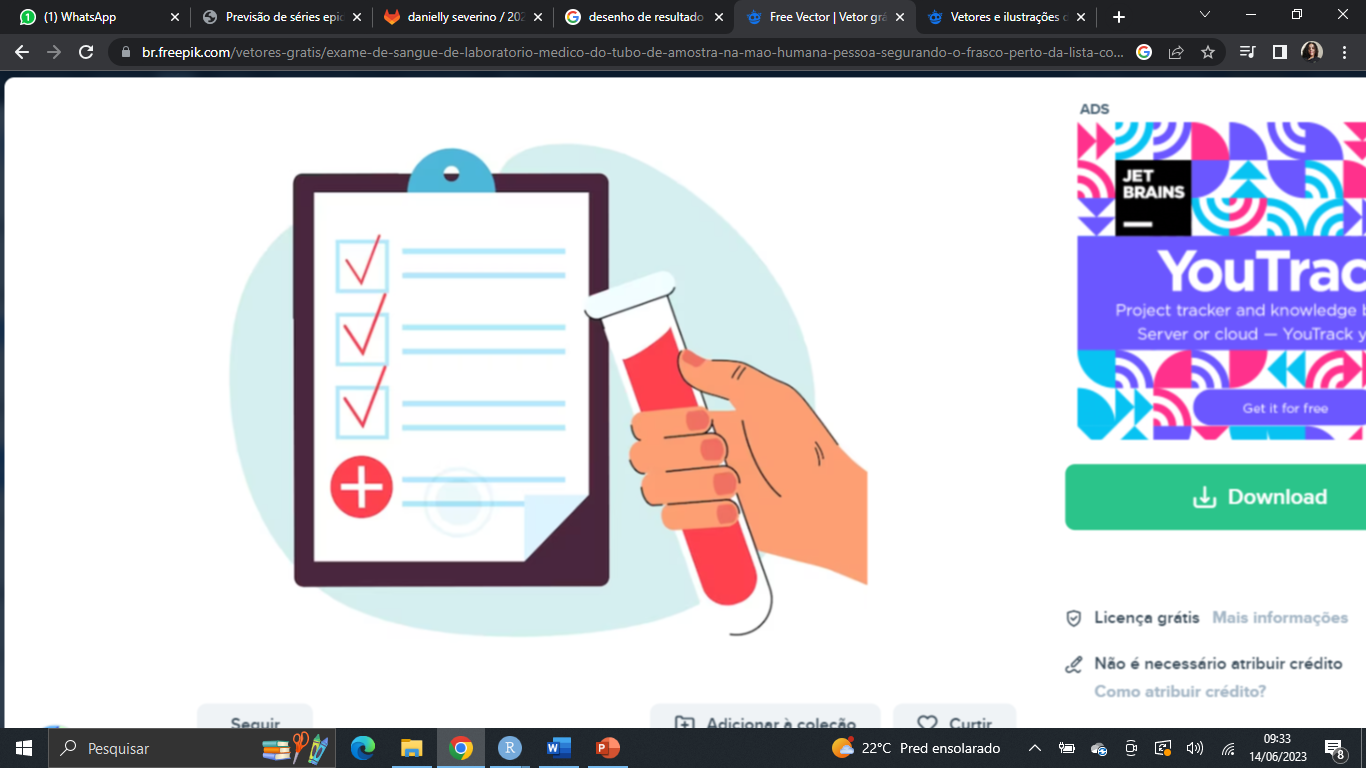 (1) WhatsApp
Previsão de séries epid
danielly severino / 202
desenho de resultado
Free Vector | Vetor grá
Vetores e ilustrações d
br.freepik.com/vetores-gratis/exame-de-sangue-de-laboratorio-medico-do-tubo-de-amostra-na-mao-humana-pessoa-segurando-o-frasco-perto-da-lista-co...
ADS
JET
BRAINS
YouTrac
Project tracker and knowledge b
Server or cloud — YouTrack y
Get it for free
Download
Licença grátis Mais informações
Não é necessário atribuir crédito
Como atribuir crédito?
Seguir
Adicionar à coleção
Curtir
Pesquisar
22°C Pred ensolarado
09:33
14/06/2023
8